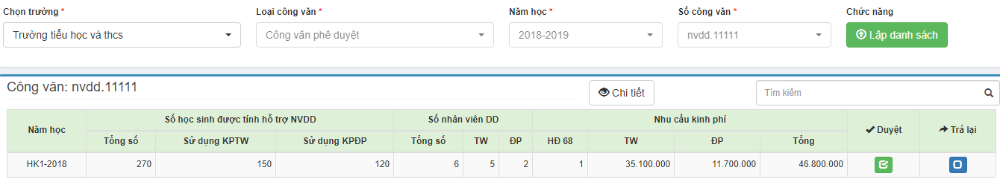 Chọn trường * Loại công văn * Năm học * Số công văn * Chức năng
Trường tiểu học và thcs Công văn phê duyệt 2018-2019 nvdd.11111 Lập danh sách
Công văn: nvdd.11111 Chi tiết Tìm kiếm
Năm học Số học sinh được tính hỗ trợ NVDD Số nhân viên DD Nhu cầu kinh phí Duyệt Trả lại
Tổng số Sử dụng KPTW Sử dụng KPĐP Tổng số TW ĐP HĐ 68 TW ĐP Tổng
HK1-2018 270 150 120 6 5 2 1 35.100.000 11.700.000 46.800.000